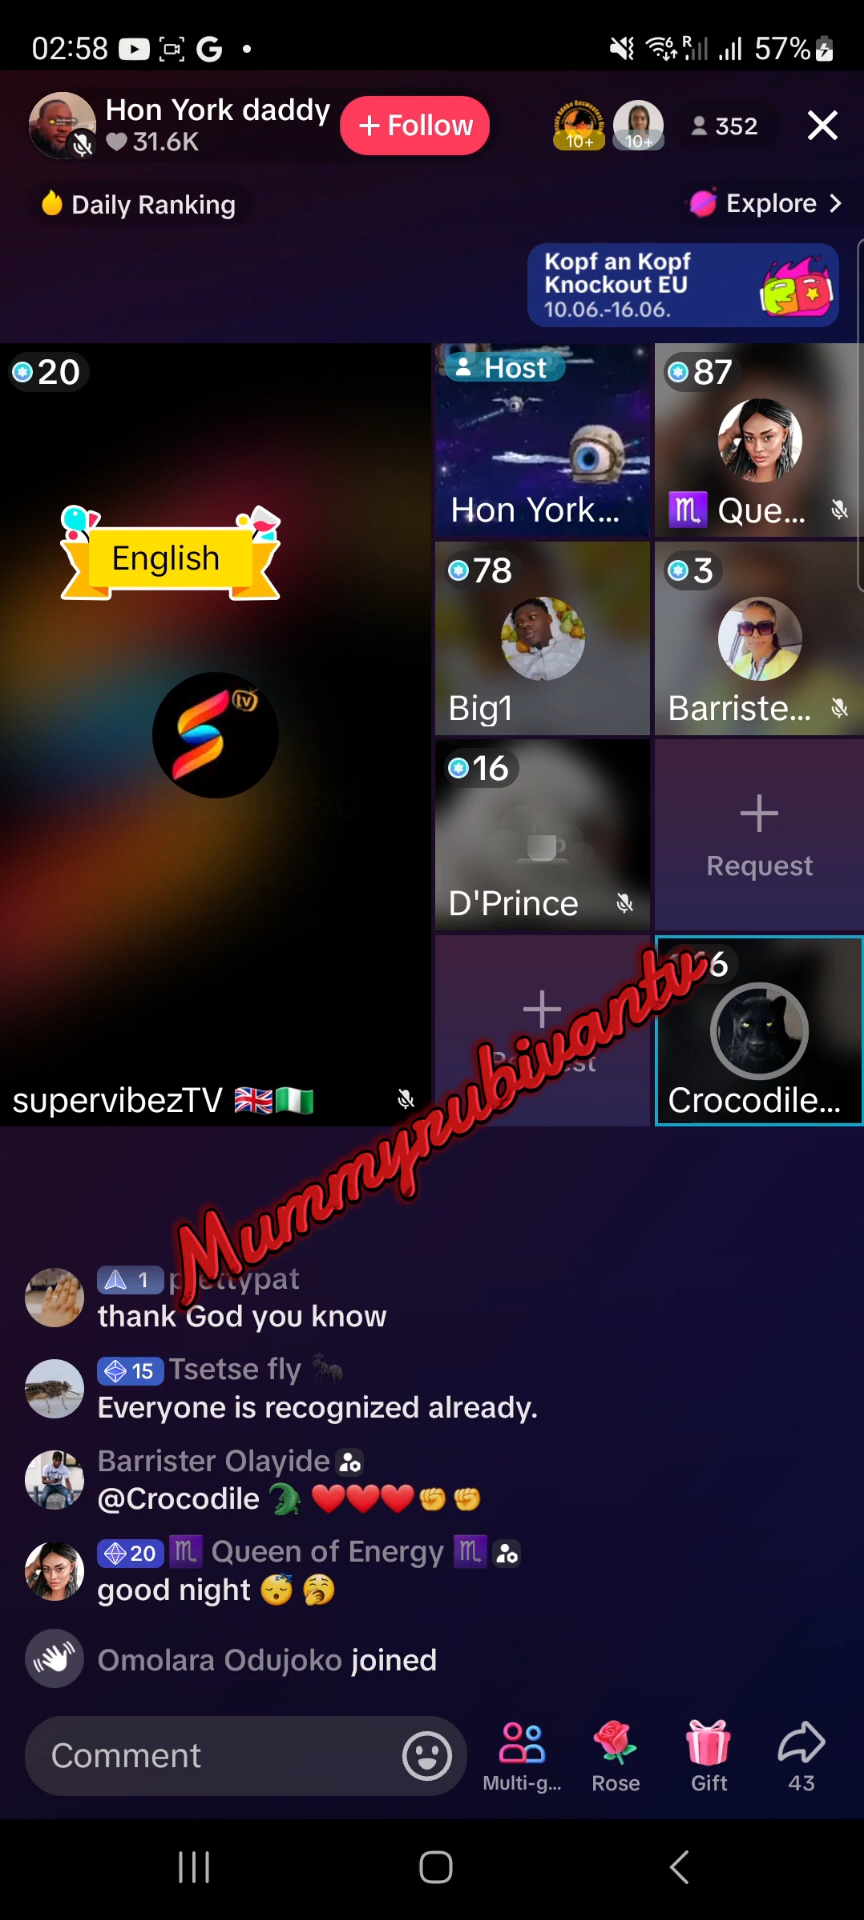 02:58
G
R
57%
Hon York daddy
31.6K
+ Follow
10+
10+
352
Daily Ranking
Explore >
Kopf an Kopf
Knockout EU
10.06.-16.06.
20
English
tv
supervibezTV 🇬🇧🇳🇬
Host
Hon York...
87
♏ Que...
78
Big1
3
Barriste...
16
D'Prince
Request
6
Crocodile...
Mummyrubivantv
1 prettypat
thank God you know
15 Tsetse fly 🐜
Everyone is recognized already.
Barrister Olayide
@Crocodile 🐊 ❤️❤️❤️✊✊
20 ♏ Queen of Energy ♏
good night 😴 🥱
Omolara Odujoko joined
Comment
Multi-g...
Rose
Gift
43